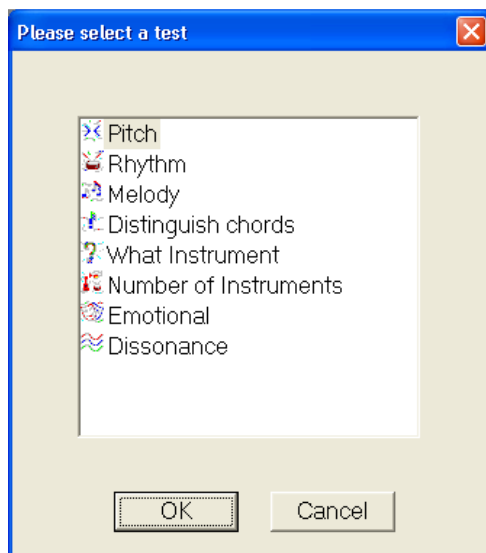 Please select a test
Pitch
Rhythm
Melody
Distinguish chords
What Instrument
Number of Instruments
Emotional
Dissonance
OK Cancel